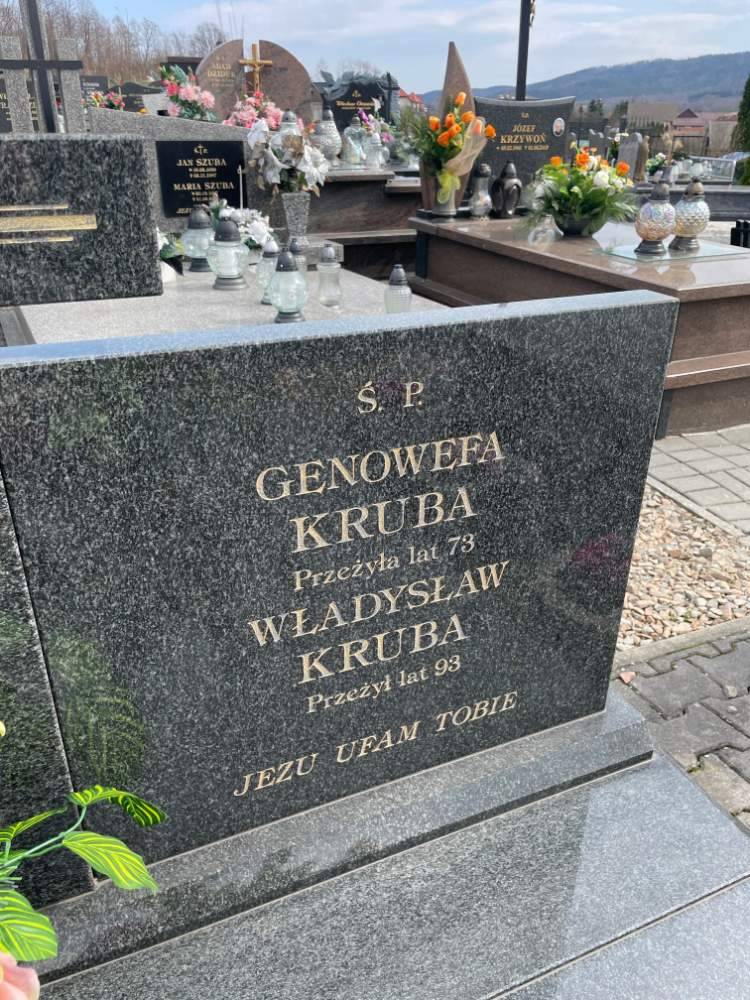 Ś. P.
GENOWEFA
KRUBA
Przeżyła lat 73
WŁADYSŁAW
KRUBA
Przeżył lat 93
JEZU UFAM TOBIE
JAN SZUBA
MARIA SZUBA
JÓZEF
KRZYWOŃ